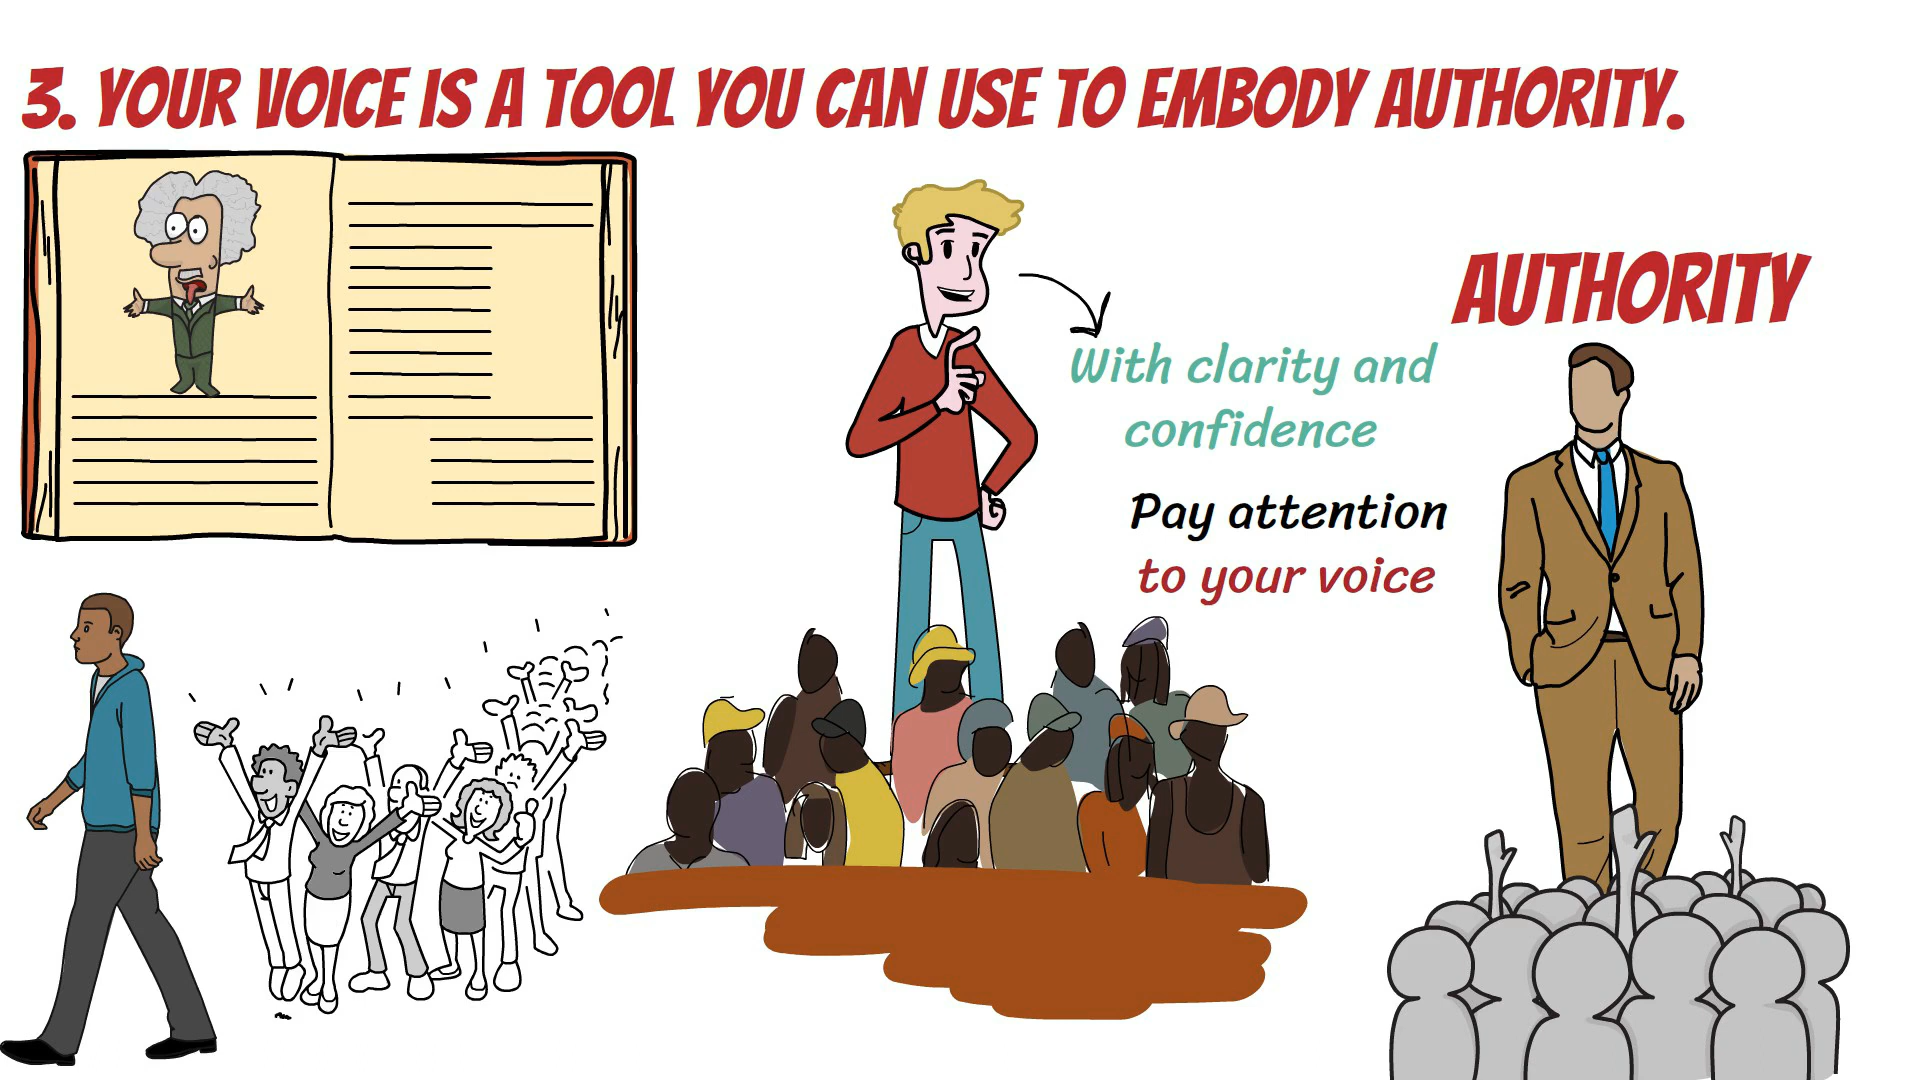 3. YOUR VOICE IS A TOOL YOU CAN USE TO EMBODY AUTHORITY.
AUTHORITY
With clarity and
confidence
Pay attention
to your voice